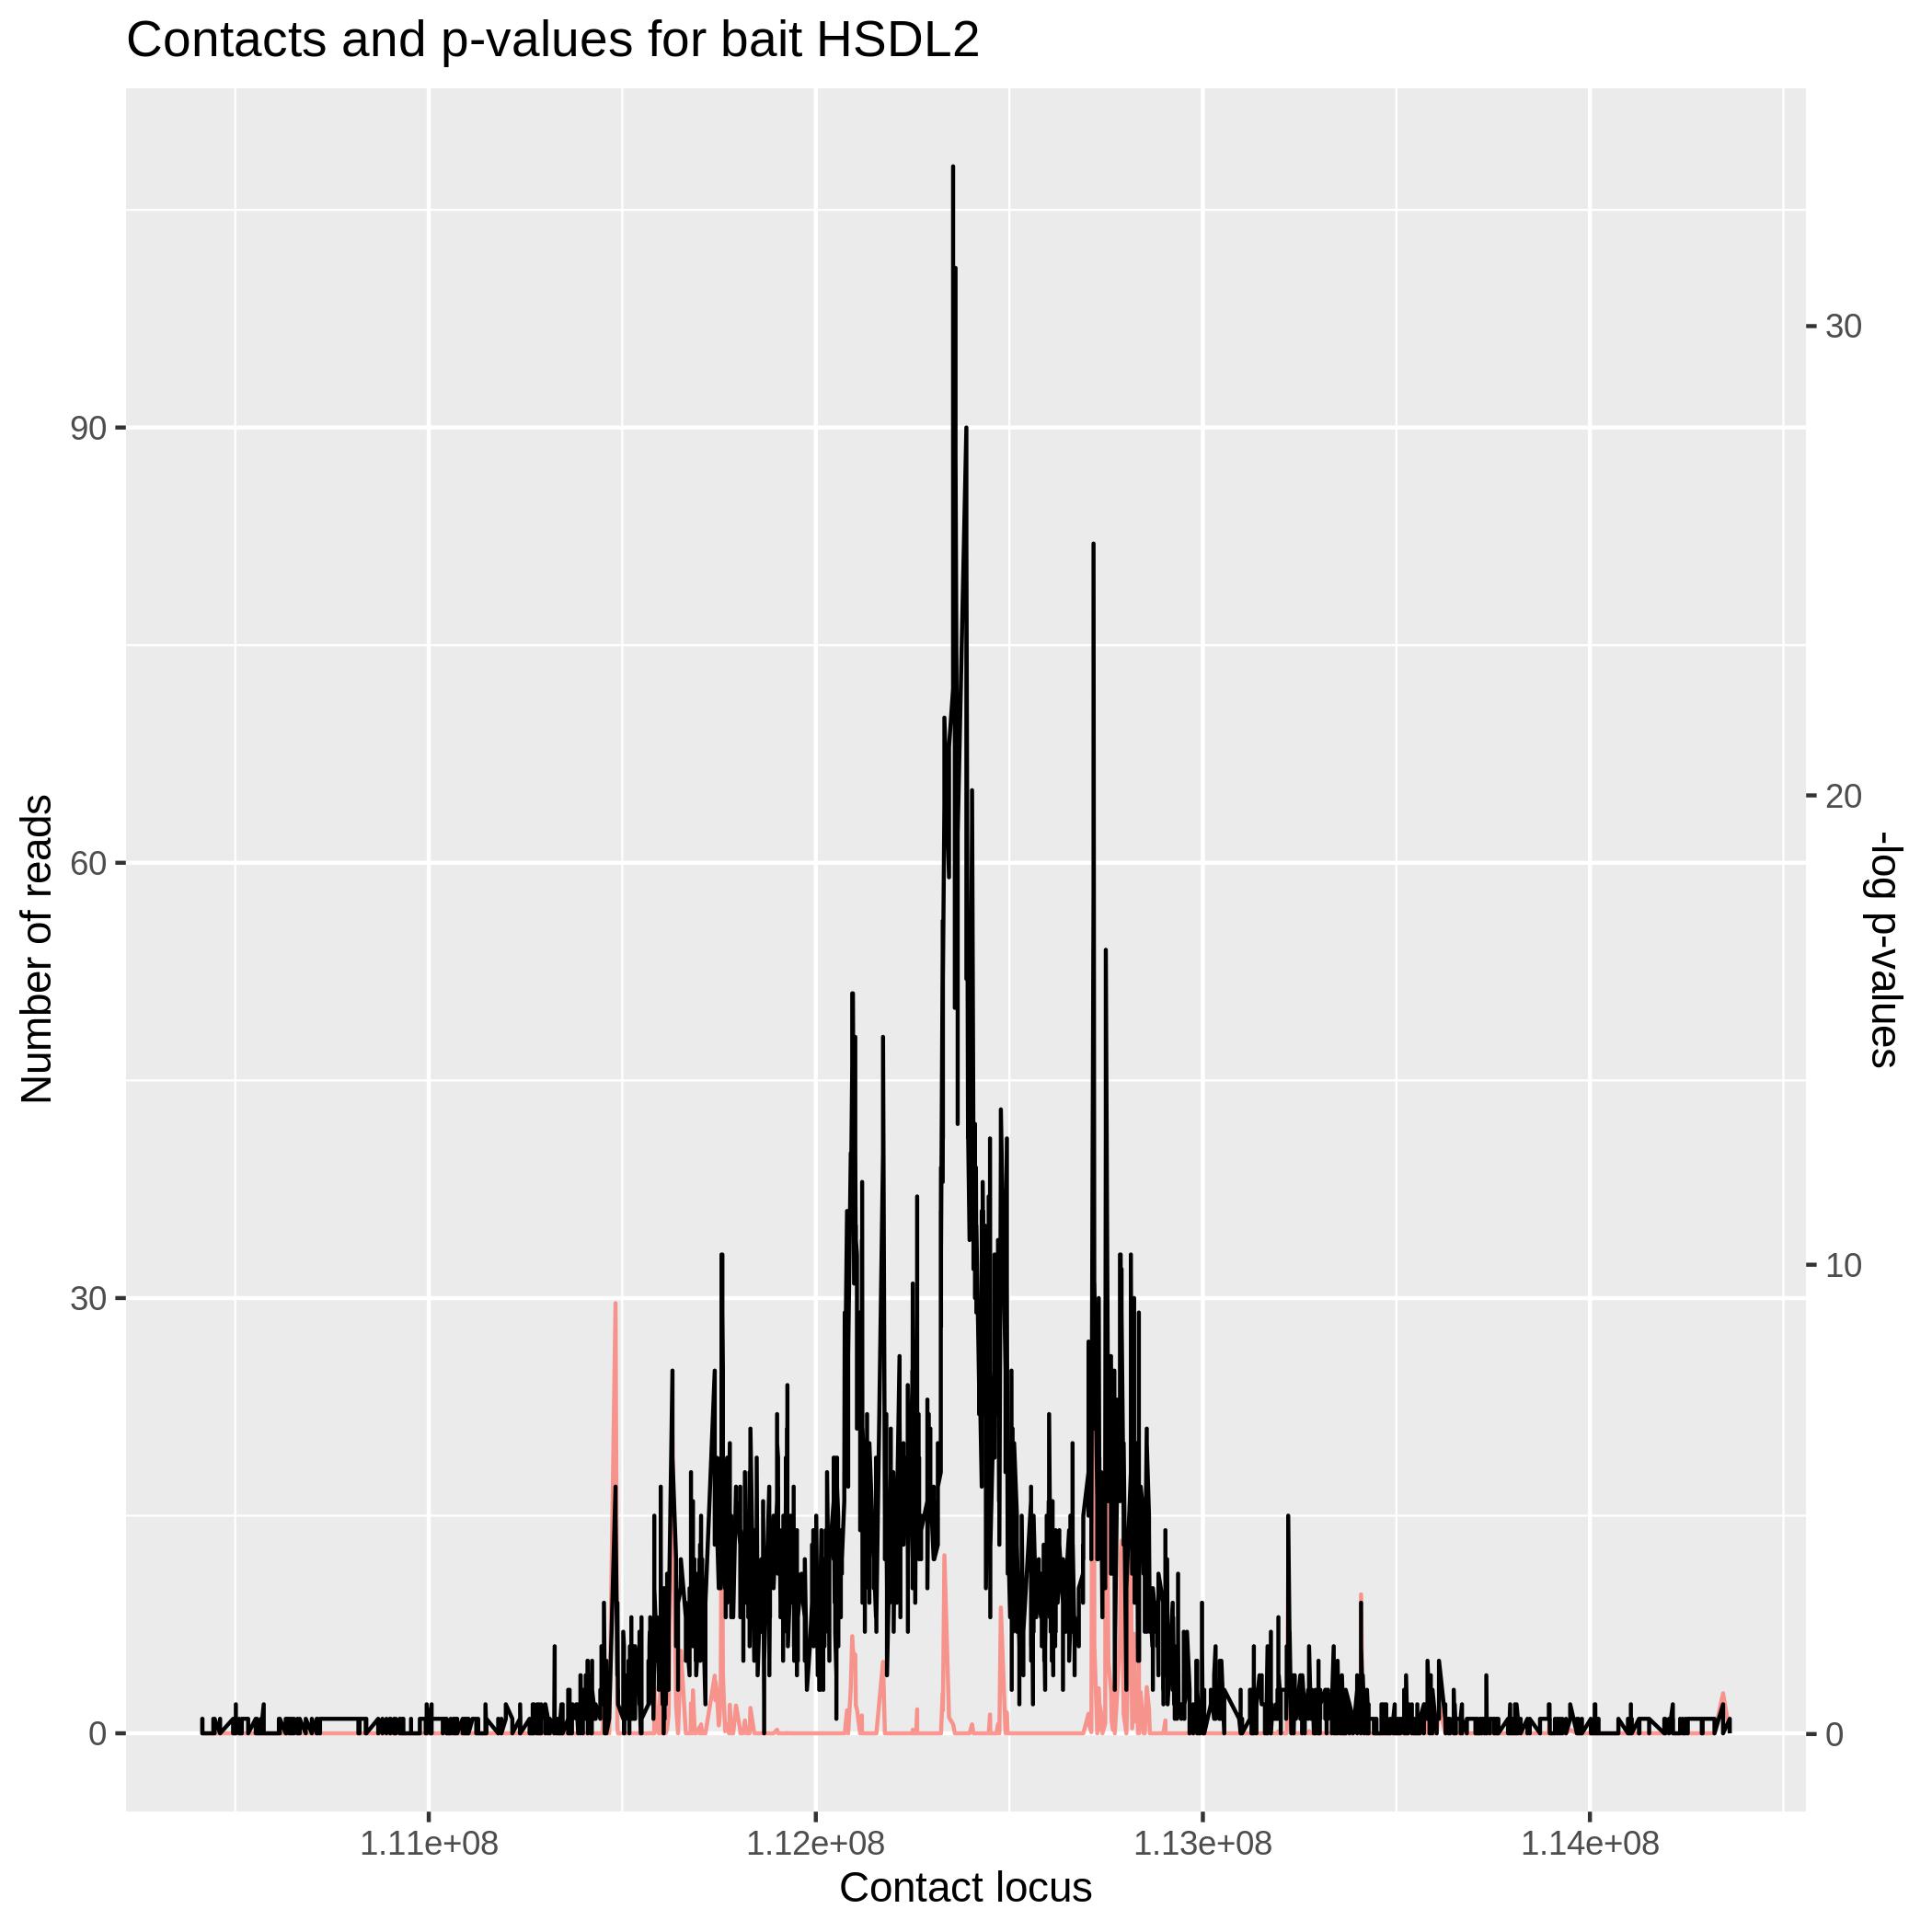 Contacts and p-values for bait HSDL2
Number of reads
90
60
30
0
30
20
10
0
-log p-values
1.11e+08 1.12e+08 1.13e+08 1.14e+08
Contact locus